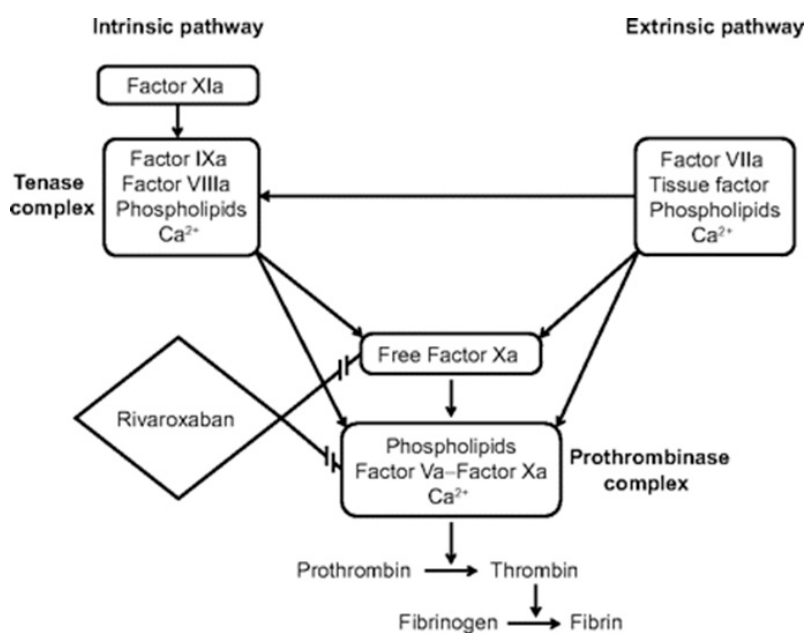 Intrinsic pathway
Extrinsic pathway
Factor XIa
Tenase
complex
Factor IXa
Factor VIIIa
Phospholipids
Ca²⁺
Factor VIIa
Tissue factor
Phospholipids
Ca²⁺
Free Factor Xa
Rivaroxaban
Phospholipids
Factor Va–Factor Xa
Ca²⁺
Prothrombinase
complex
Prothrombin
Thrombin
Fibrinogen
Fibrin